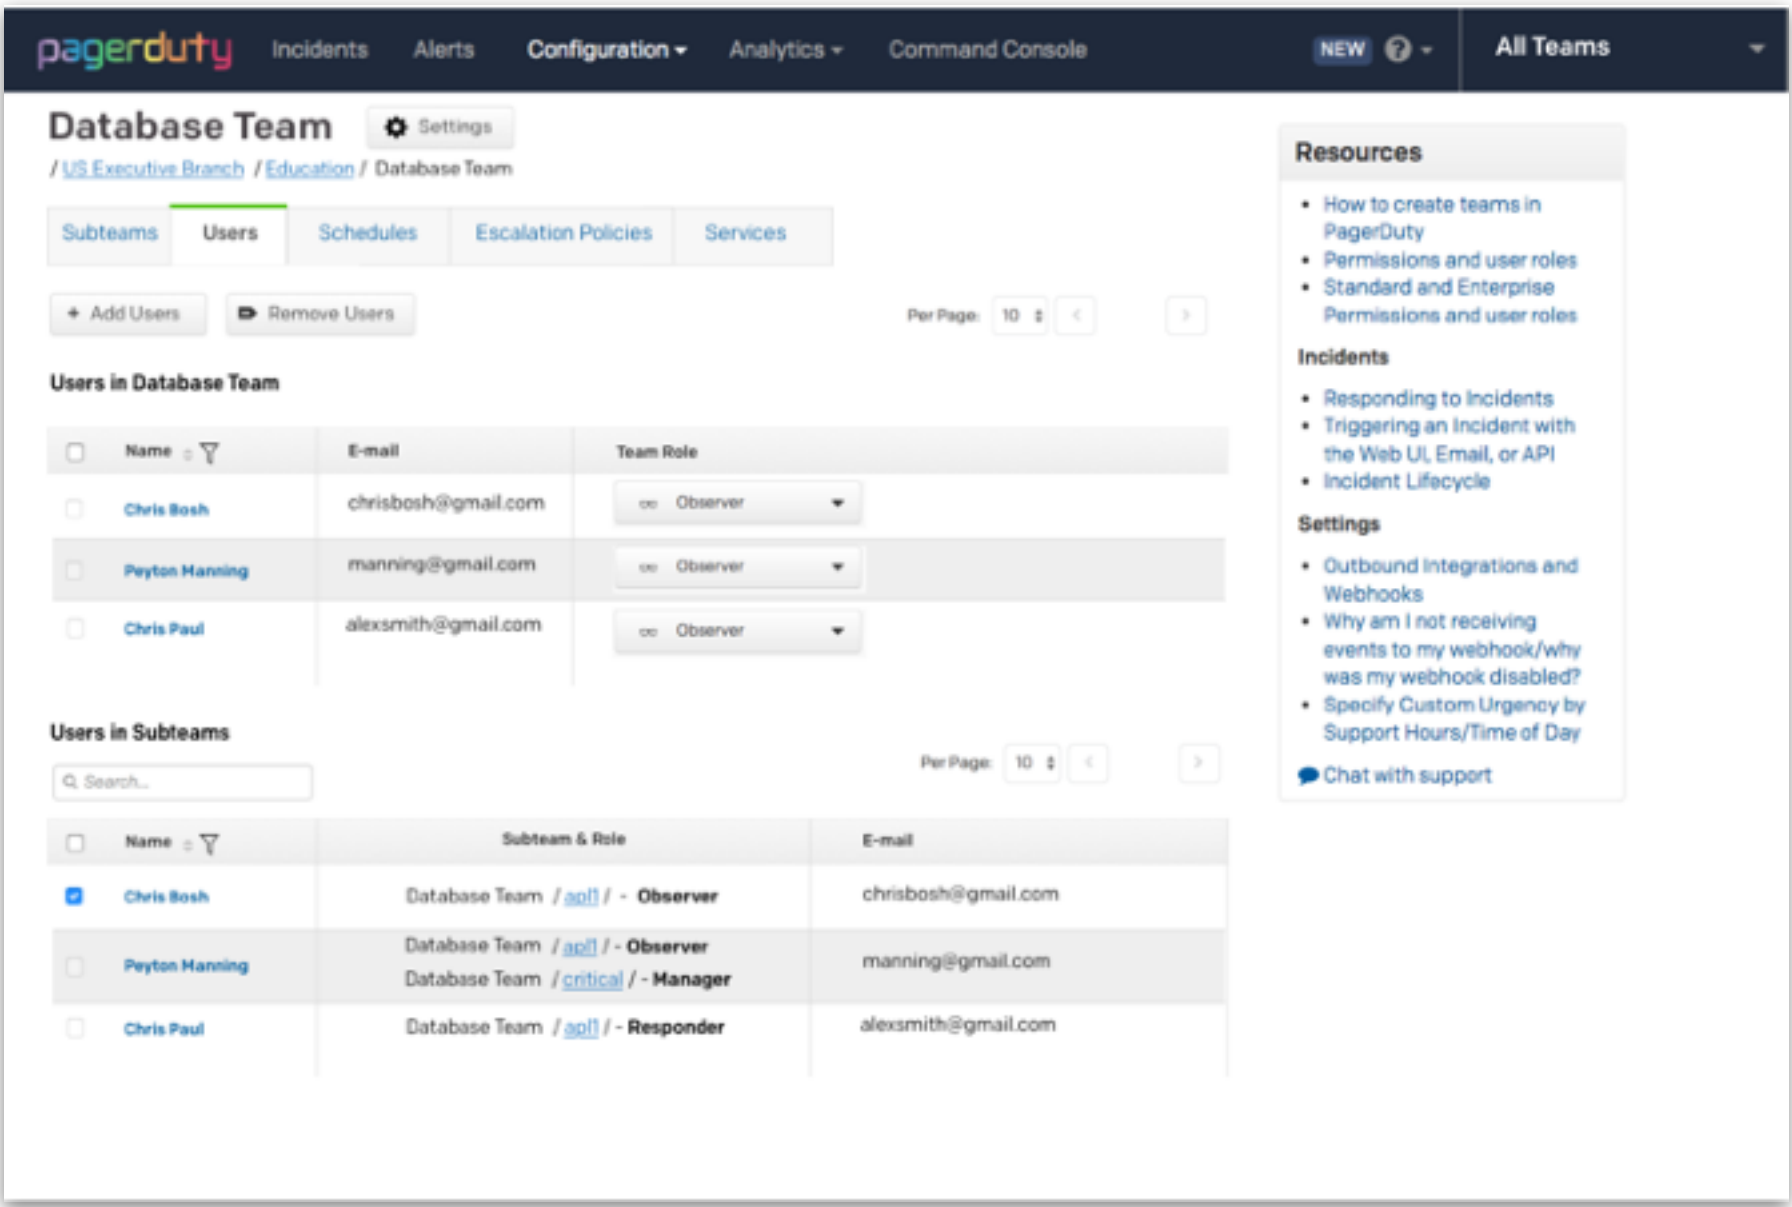 pagerduty Incidents Alerts Configuration Analytics Command Console NEW ? All Teams
Database Team Settings
/ US Executive Branch / Education / Database Team
Subteams Users Schedules Escalation Policies Services
+ Add Users Remove Users Per Page: 10 < >
Users in Database Team
Name E-mail Team Role
Chris Bosh chrisbosh@gmail.com Observer
Peyton Manning manning@gmail.com Observer
Chris Paul alexsmith@gmail.com Observer
Users in Subteams
Per Page: 10 < >
Search...
Name Subteam & Role E-mail
Chris Bosh Database Team / apl1 / - Observer chrisbosh@gmail.com
Peyton Manning Database Team / apl1 / - Observer manning@gmail.com
Database Team / critical / - Manager
Chris Paul Database Team / apl1 / - Responder alexsmith@gmail.com
Resources
• How to create teams in
PagerDuty
• Permissions and user roles
• Standard and Enterprise
Permissions and user roles
Incidents
• Responding to Incidents
• Triggering an Incident with
the Web UI, Email, or API
• Incident Lifecycle
Settings
• Outbound Integrations and
Webhooks
• Why am I not receiving
events to my webhook/why
was my webhook disabled?
• Specify Custom Urgency by
Support Hours/Time of Day
Chat with support